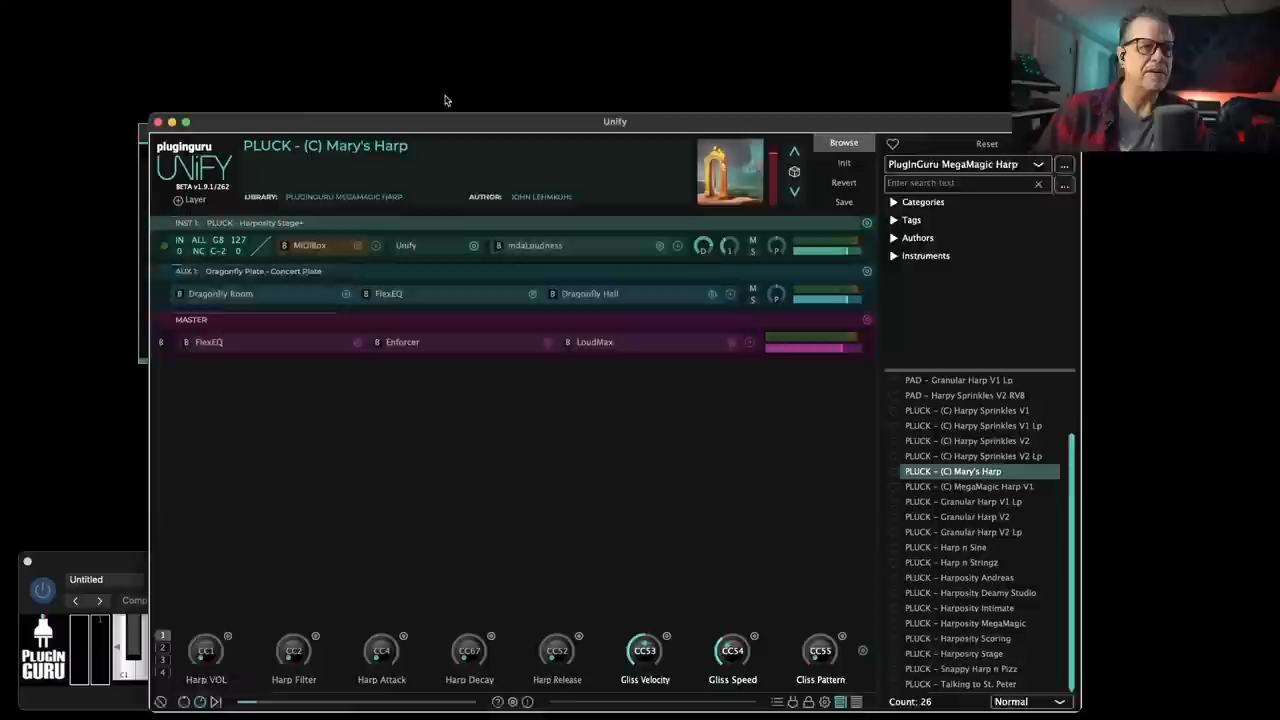 Unify
pluginguru
UNiFY
BETA v1.9.1/262
Layer
PLUCK - (C) Mary's Harp
LIBRARY: PLUGINGURU MEGAMAGIC HARP
AUTHOR: JOHN LEHMKUHL
Browse
Init
Revert
Save
Reset
PlugInGuru MegaMagic Harp
...
Enter search text
...
Categories
Tags
Authors
Instruments
INST 1: PLUCK - Harposity Stage+
IN ALL G8 127
0 NC C-2 0
B MIDIBox
Unify
B mdaLoudness
D
1
M
S
P
AUX 1: Dragonfly Plate - Concert Plate
B Dragonfly Room
B FlexEQ
B Dragonfly Hall
M
S
P
MASTER
B
B FlexEQ
B Enforcer
B LoudMax
PAD - Granular Harp V1 Lp
PAD - Harpy Sprinkles V2 RVB
PLUCK - (C) Harpy Sprinkles V1
PLUCK - (C) Harpy Sprinkles V1 Lp
PLUCK - (C) Harpy Sprinkles V2
PLUCK - (C) Harpy Sprinkles V2 Lp
PLUCK - (C) Mary's Harp
PLUCK - (C) MegaMagic Harp V1
PLUCK - Granular Harp V1 Lp
PLUCK - Granular Harp V2
PLUCK - Granular Harp V2 Lp
PLUCK - Harp n Sine
PLUCK - Harp n Stringz
PLUCK - Harposity Andreas
PLUCK - Harposity Deamy Studio
PLUCK - Harposity Intimate
PLUCK - Harposity MegaMagic
PLUCK - Harposity Scoring
PLUCK - Harposity Stage
PLUCK - Snappy Harp n Pizz
PLUCK - Talking to St. Peter
Count: 26
Normal
Untitled
Comp
PLUGIN
GURU
1
C1
1
2
3
4
CC1
CC2
CC4
CC67
CC52
CC53
CC54
CC55
Harp VOL
Harp Filter
Harp Attack
Harp Decay
Harp Release
Gliss Velocity
Gliss Speed
Gliss Pattern